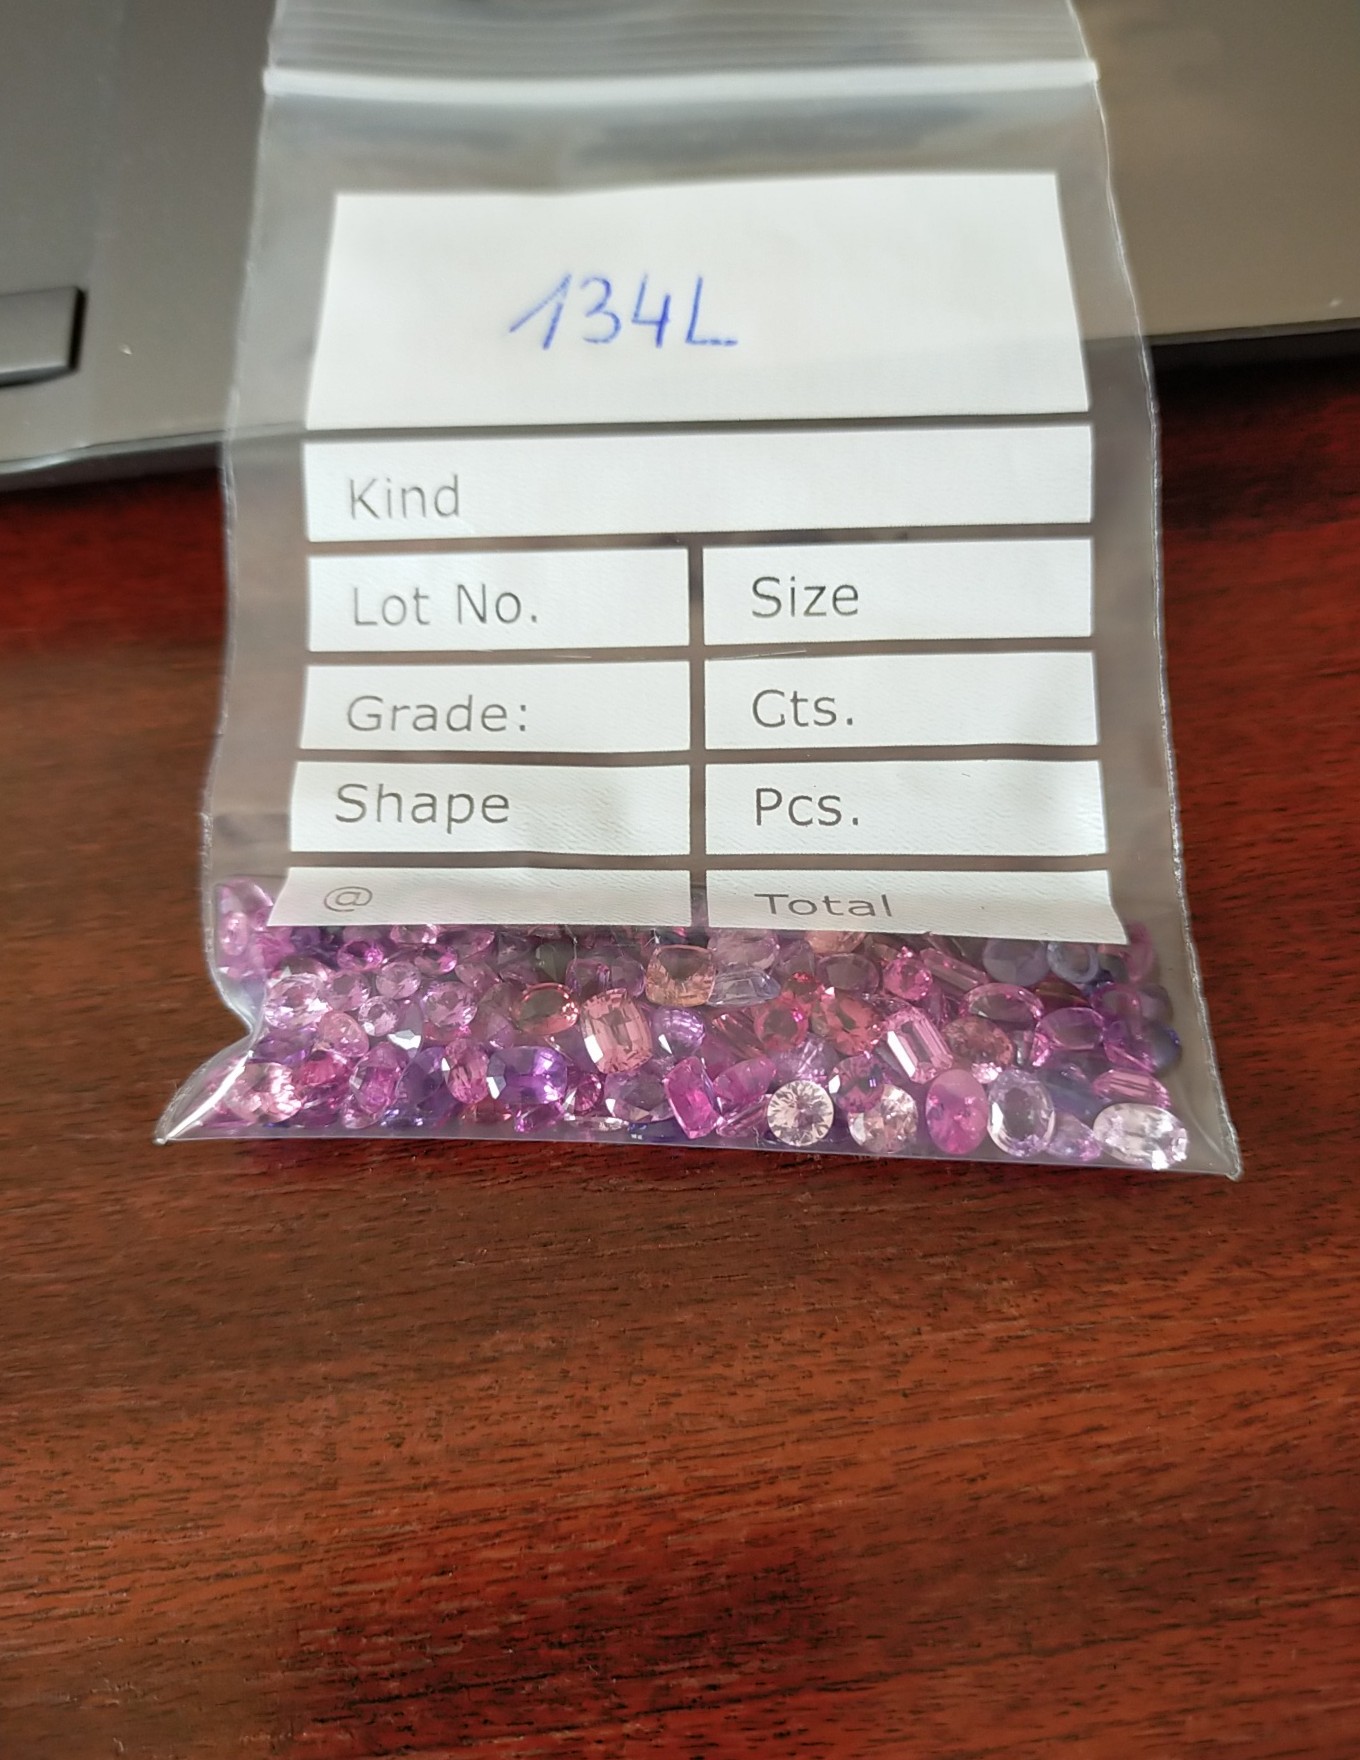 134L
Kind
Lot No. Size
Grade: Cts.
Shape Pcs.
@ Total